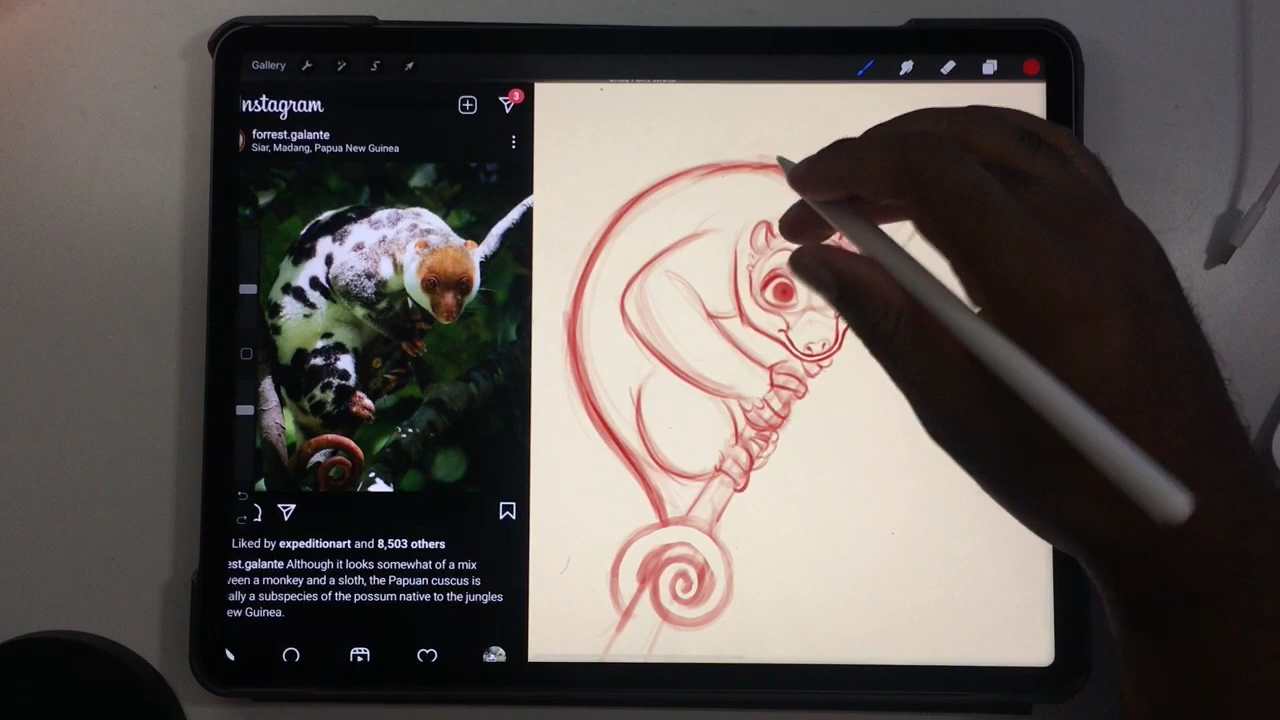 Gallery
nstagram
3
forrest.galante
Siar, Madang, Papua New Guinea
Liked by expeditionart and 8,503 others
est.galante Although it looks somewhat of a mix
veen a monkey and a sloth, the Papuan cuscus is
ally a subspecies of the possum native to the jungles
ew Guinea.